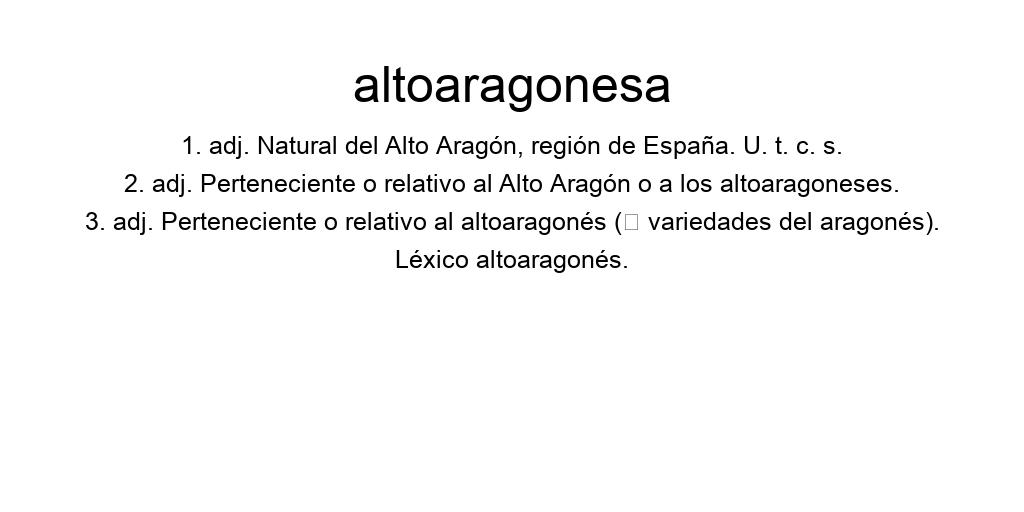 altoaragonesa
1. adj. Natural del Alto Aragón, región de España. U. t. c. s.
2. adj. Perteneciente o relativo al Alto Aragón o a los altoaragoneses.
3. adj. Perteneciente o relativo al altoaragonés (□ variedades del aragonés).
Léxico altoaragonés.